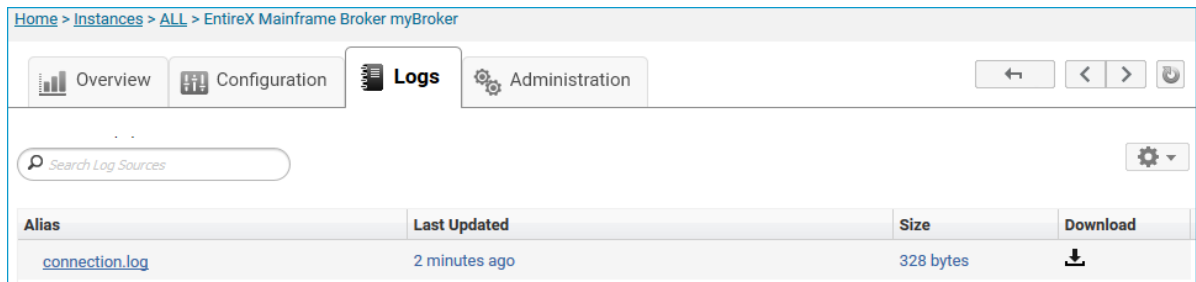 Home > Instances > ALL > EntireX Mainframe Broker myBroker
Overview Configuration Logs Administration
Search Log Sources
Alias Last Updated Size Download
connection.log 2 minutes ago 328 bytes